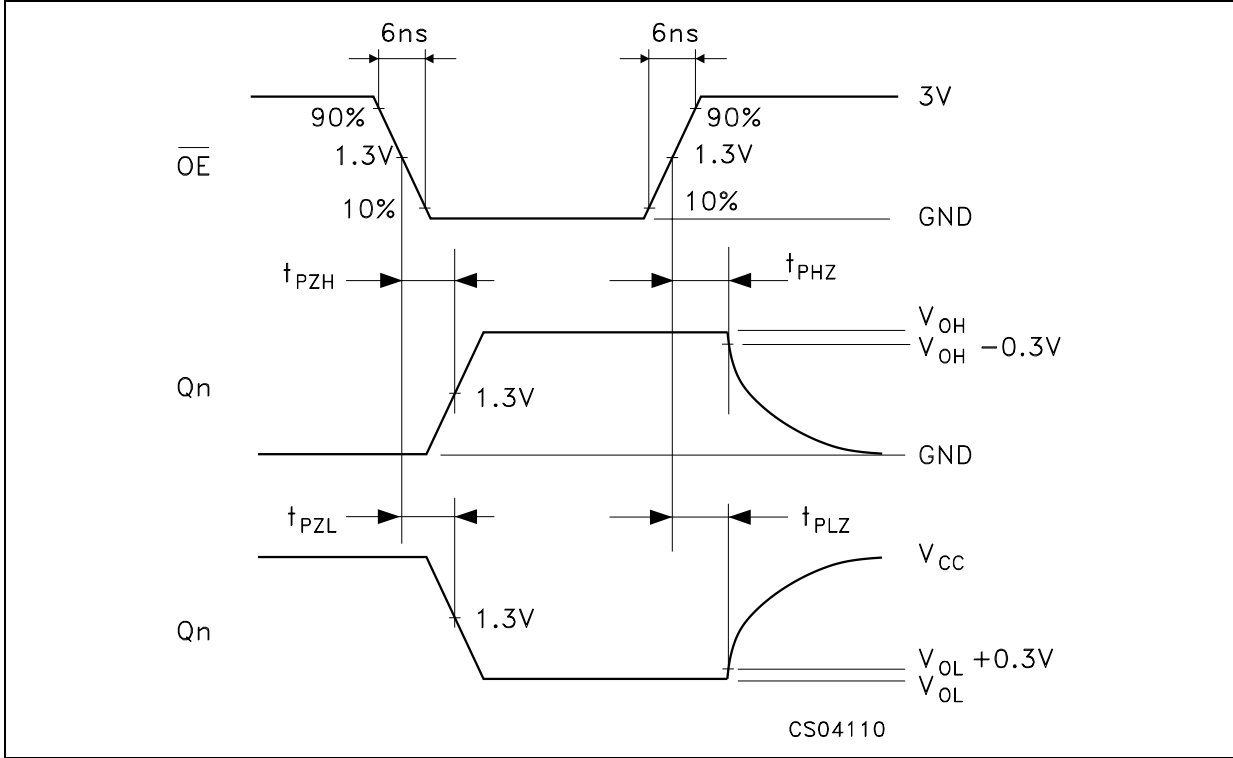 6ns 6ns
3V
90% 90%
O̅E̅ 1.3V 1.3V
10% 10%
GND
tPZH tPHZ
VOH
VOH −0.3V
Qn 1.3V
GND
tPZL tPLZ
VCC
Qn 1.3V
VOL +0.3V
VOL
CS04110